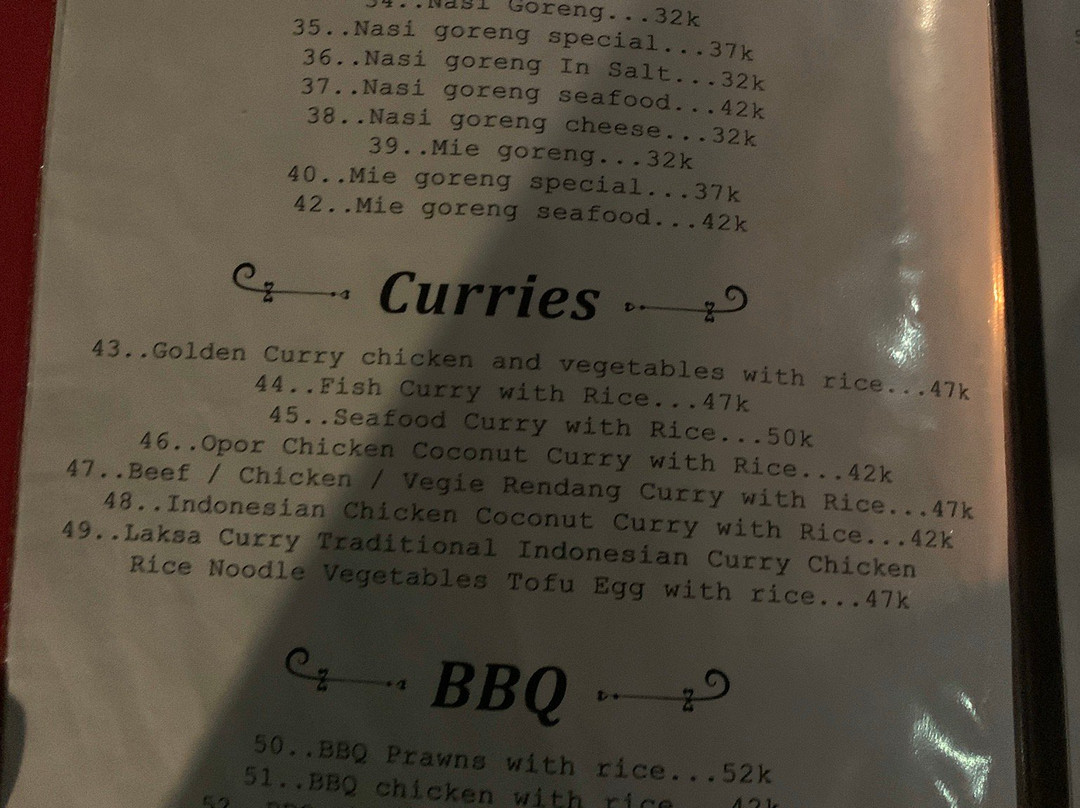 34..Nasi Goreng...32k
35..Nasi goreng special...37k
36..Nasi goreng In Salt...32k
37..Nasi goreng seafood...42k
38..Nasi goreng cheese...32k
39..Mie goreng...32k
40..Mie goreng special...37k
42..Mie goreng seafood...42k
Curries
43..Golden Curry chicken and vegetables with rice...47k
44..Fish Curry with Rice...47k
45..Seafood Curry with Rice...50k
46..Opor Chicken Coconut Curry with Rice...42k
47..Beef / Chicken / Vegie Rendang Curry with Rice...47k
48..Indonesian Chicken Coconut Curry with Rice...42k
49..Laksa Curry Traditional Indonesian Curry Chicken
Rice Noodle Vegetables Tofu Egg with rice...47k
BBQ
50..BBQ Prawns with rice...52k
51..BBQ chicken with rice...42k